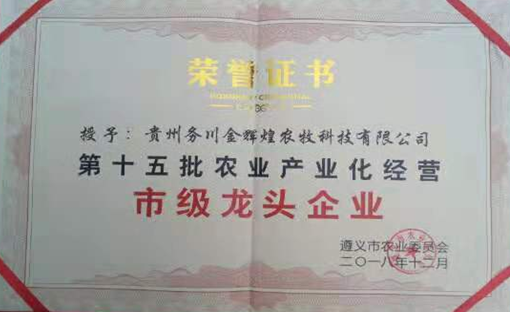 荣誉证书
授予：贵州务川金辉煌农牧科技有限公司
第十五批农业产业化经营
市级龙头企业
遵义市农业委员会
二〇一八年十二月